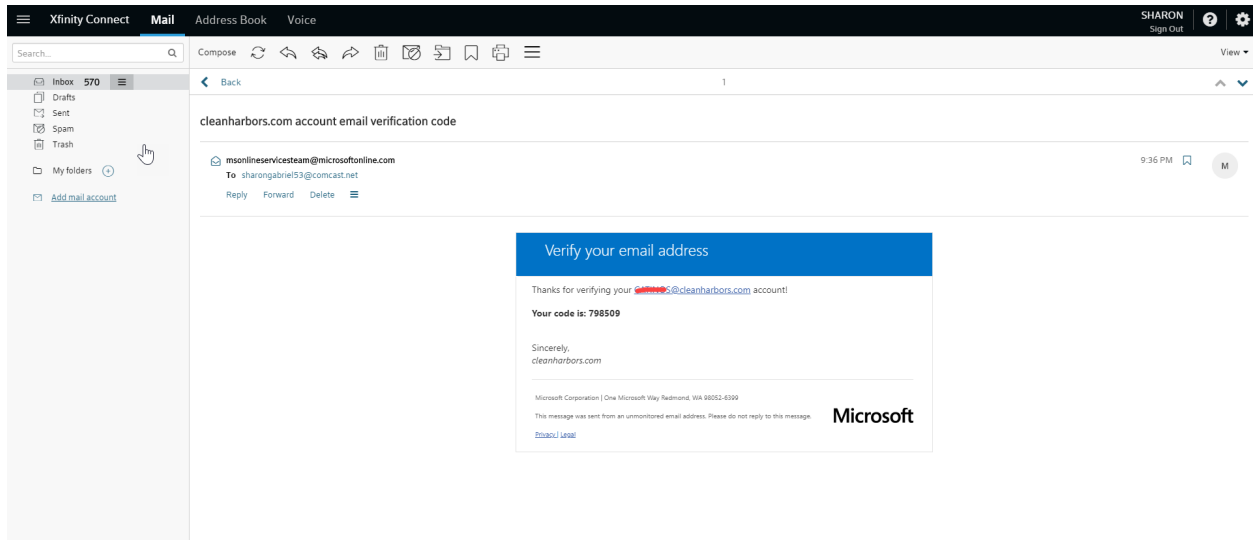 Xfinity Connect Mail Address Book Voice
SHARON
Sign Out
Search...
Compose
View
Inbox 570
Drafts
Sent
Spam
Trash
My folders
Add mail account
Back
1
cleanharbors.com account email verification code
msonlineservicesteam@microsoftonline.com
9:36 PM
M
To sharongabriel53@comcast.net
Reply Forward Delete
Verify your email address
Thanks for verifying your S@cleanharbors.com account!
Your code is: 798509
Sincerely,
cleanharbors.com
Microsoft Corporation | One Microsoft Way Redmond, WA 98052-6399
This message was sent from an unmonitored email address. Please do not reply to this message.
Microsoft
Privacy | Legal